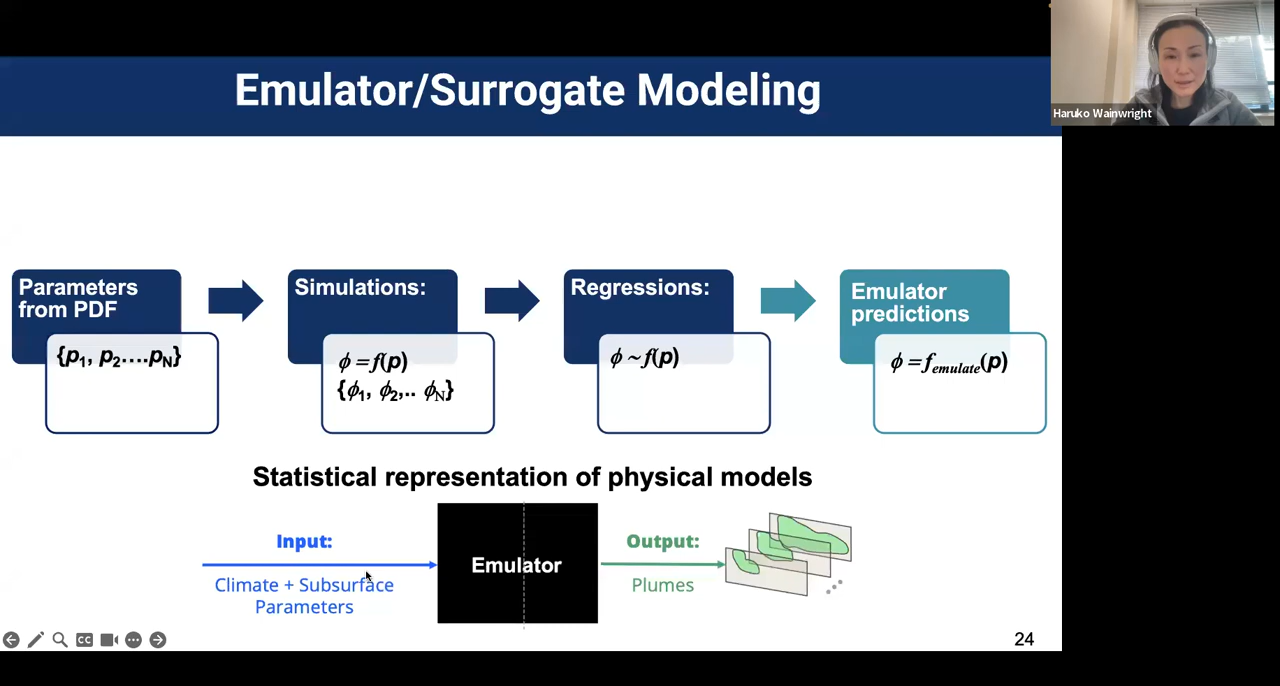 Emulator/Surrogate Modeling
Haruko Wainwright
Parameters
from PDF
{p1, p2....pN}
Simulations:
ϕ = f(p)
{ϕ1, ϕ2,.. ϕN}
Regressions:
ϕ ~ f(p)
Emulator
predictions
ϕ = femulate(p)
Statistical representation of physical models
Input:
Climate + Subsurface
Parameters
Emulator
Output:
Plumes
CC
24